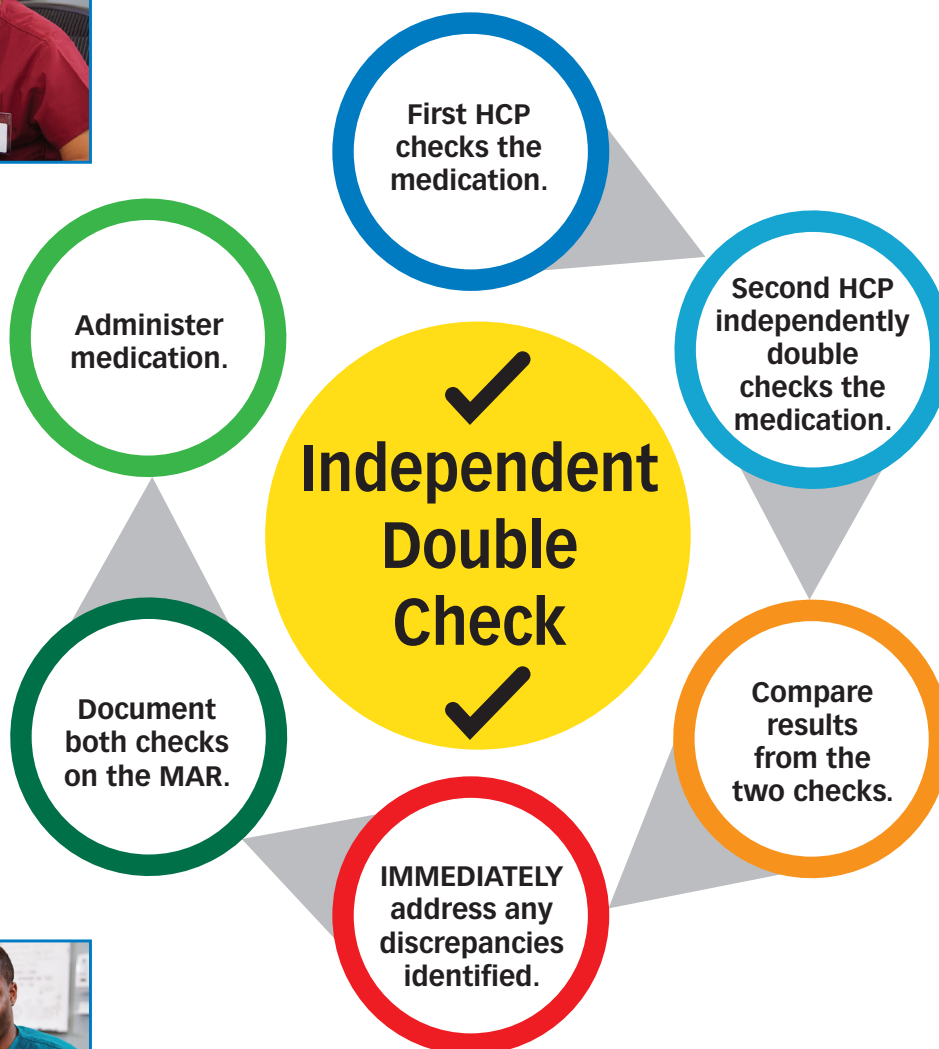 First HCP
checks the
medication.
Second HCP
independently
double
checks the
medication.
Compare
results
from the
two checks.
IMMEDIATELY
address any
discrepancies
identified.
Document
both checks
on the MAR.
Administer
medication.
Independent
Double
Check